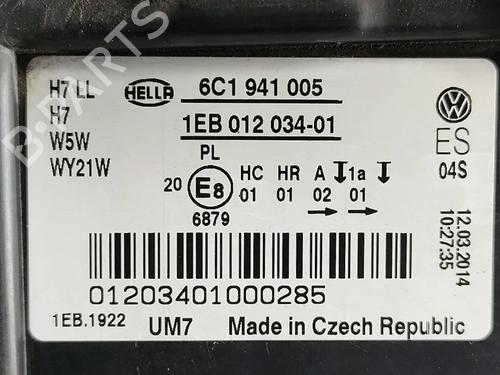 H7 LL HELLA 6C1 941 005
H7 1EB 012 034-01
W5W PL ES
WY21W HC HR A 1a 04S
20 E8 01 01 02 01
6879
12.03.2014
10:27:35
01203401000285
1EB.1922 UM7 Made in Czech Republic